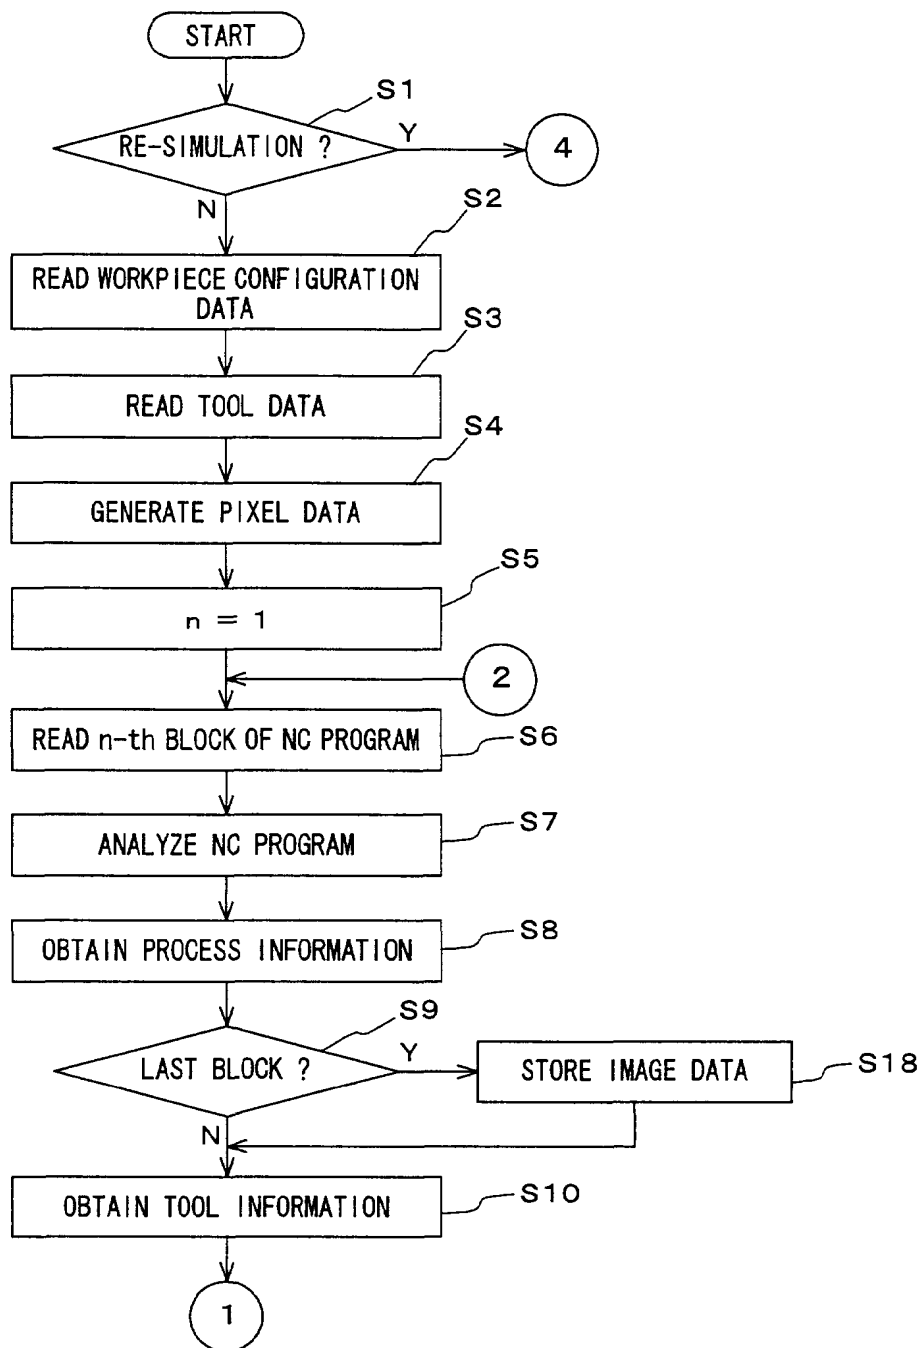 START
S1
RE-SIMULATION ?
Y
4
N
S2
READ WORKPIECE CONFIGURATION
DATA
S3
READ TOOL DATA
S4
GENERATE PIXEL DATA
S5
n = 1
2
READ n-th BLOCK OF NC PROGRAM
S6
ANALYZE NC PROGRAM
S7
OBTAIN PROCESS INFORMATION
S8
S9
LAST BLOCK ?
Y
STORE IMAGE DATA
S18
N
OBTAIN TOOL INFORMATION
S10
1